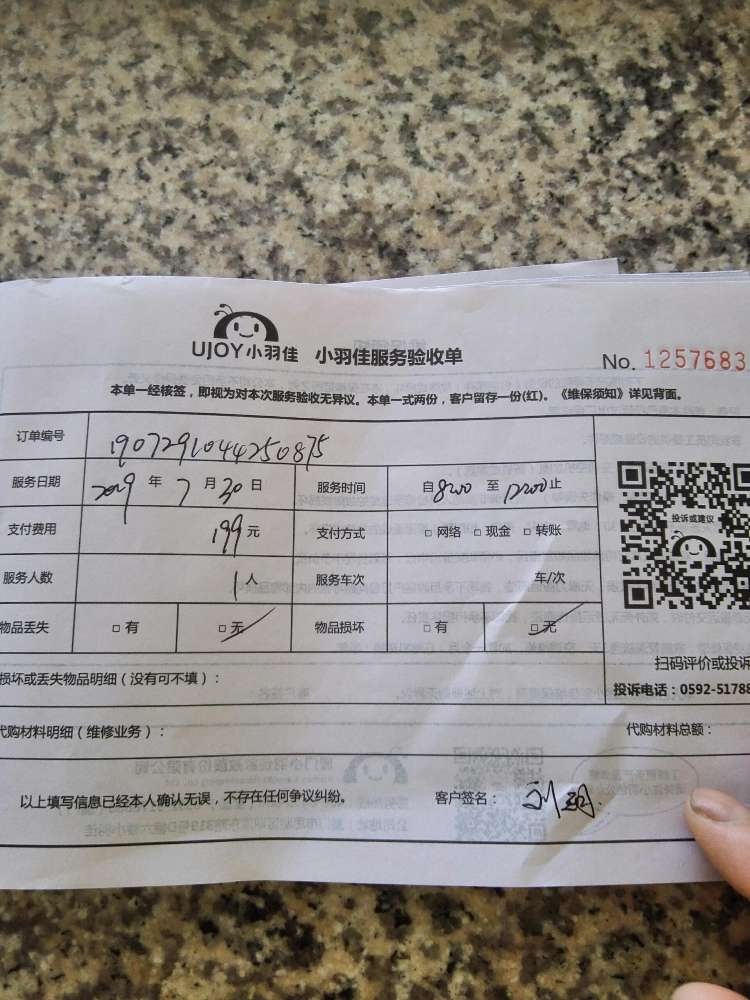 UJOY小羽佳 小羽佳服务验收单
No. 1257683
本单一经核签，即视为对本次服务验收无异议。本单一式两份，客户留存一份(红)。《维保须知》详见背面。
订单编号 1907291044250875
服务日期 2019 年 7 月 30 日 服务时间 自 8:00 至 12:00 止
支付费用 199 元 支付方式 □ 网络 □ 现金 □ 转账
服务人数 1 人 服务车次 车/次
物品丢失 □ 有 □ 无 物品损坏 □ 有 □ 无
投诉或建议
扫码评价或投诉
投诉电话：0592-51788
损坏或丢失物品明细（没有可不填）：
代购材料明细（维修业务）： 代购材料总额：
以上填写信息已经本人确认无误，不存在任何争议纠纷。 客户签名：